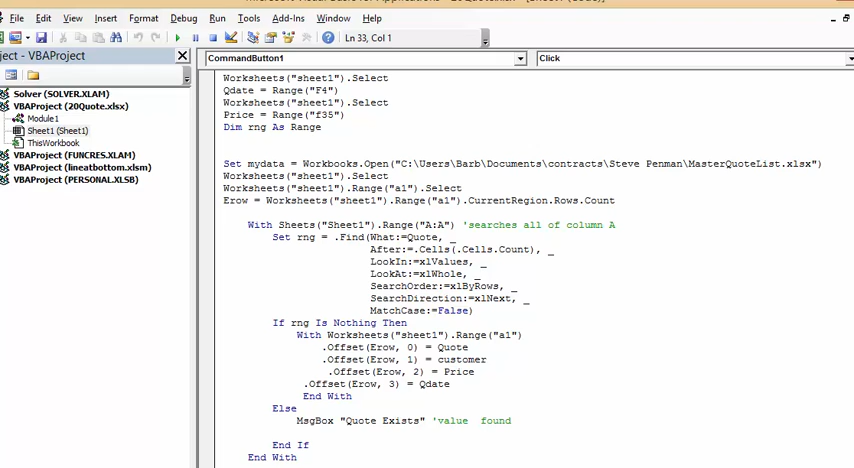 File Edit View Insert Format Debug Run Tools Add-Ins Window Help
Ln 33, Col 1
ject - VBAProject
CommandButton1 Click
Solver (SOLVER.XLAM)
VBAProject (20Quote.xlsx)
Module1
Sheet1 (Sheet1)
ThisWorkbook
VBAProject (FUNCRES.XLAM)
VBAProject (lineatbottom.xlsm)
VBAProject (PERSONAL.XLSB)
Worksheets("sheet1").Select
Qdate = Range("F4")
Worksheets("sheet1").Select
Price = Range("f35")
Dim rng As Range
Set mydata = Workbooks.Open("C:\Users\Barb\Documents\contracts\Steve Penman\MasterQuoteList.xlsx")
Worksheets("sheet1").Select
Worksheets("sheet1").Range("a1").Select
Erow = Worksheets("sheet1").Range("a1").CurrentRegion.Rows.Count
With Sheets("Sheet1").Range("A:A") 'searches all of column A
Set rng = .Find(What:=Quote, _
After:=.Cells(.Cells.Count), _
LookIn:=xlValues, _
LookAt:=xlWhole, _
SearchOrder:=xlByRows, _
SearchDirection:=xlNext, _
MatchCase:=False)
If rng Is Nothing Then
With Worksheets("sheet1").Range("a1")
.Offset(Erow, 0) = Quote
.Offset(Erow, 1) = customer
.Offset(Erow, 2) = Price
.Offset(Erow, 3) = Qdate
End With
Else
MsgBox "Quote Exists" 'value  found
End If
End With